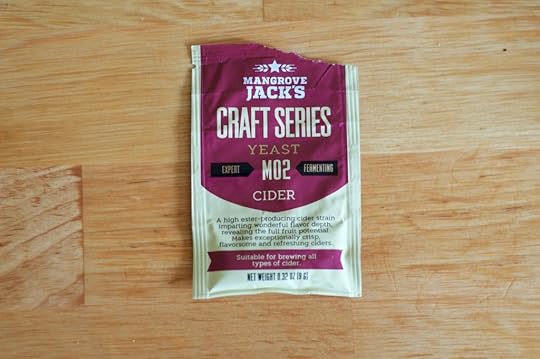 MANGROVE
JACK'S
CRAFT SERIES
YEAST
EXPERT M02 FERMENTING
CIDER
A high ester-producing cider strain
imparting wonderful flavor depth,
revealing the full fruit potential
Makes exceptionally crisp,
flavorsome and refreshing ciders.
Suitable for brewing all
types of cider.
NET WEIGHT 0.32 OZ (9 G)